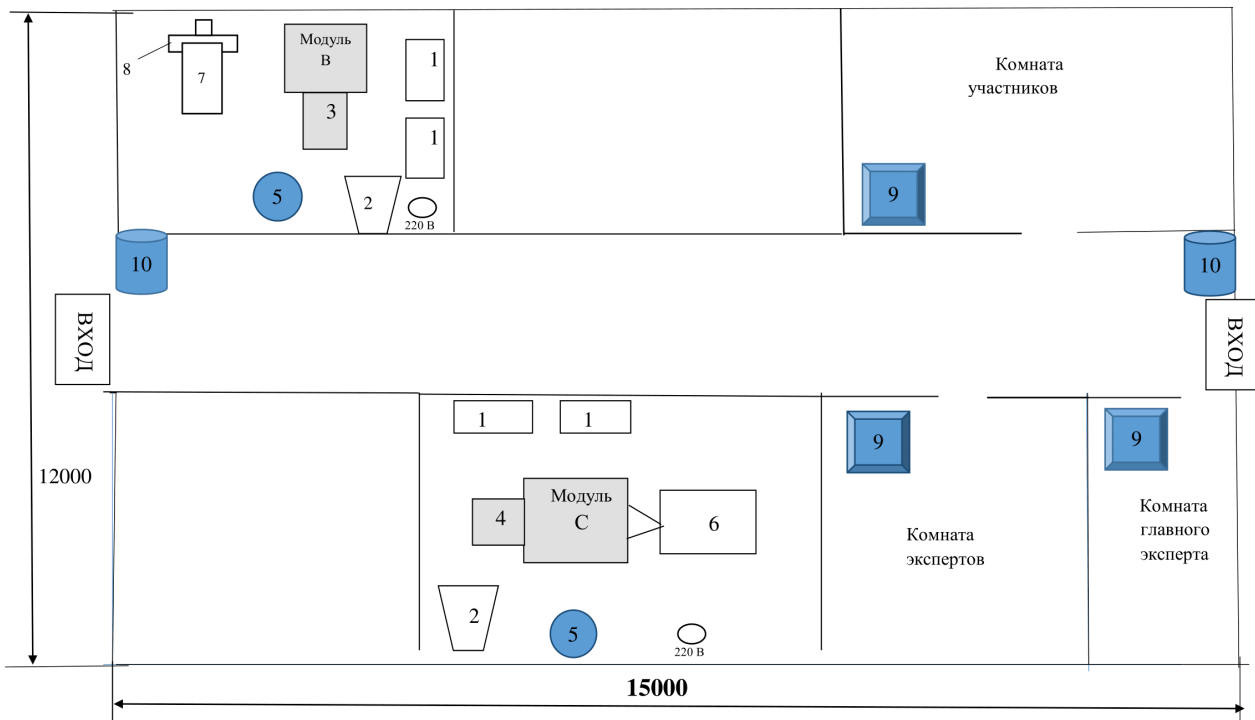 Модуль
В
1
8
7
3
1
5
2
220 В
Комната
участников
9
10
10
ВХОД
ВХОД
12000
1
1
Модуль
С
4
6
2
5
220 В
9
Комната
экспертов
9
Комната
главного
эксперта
15000